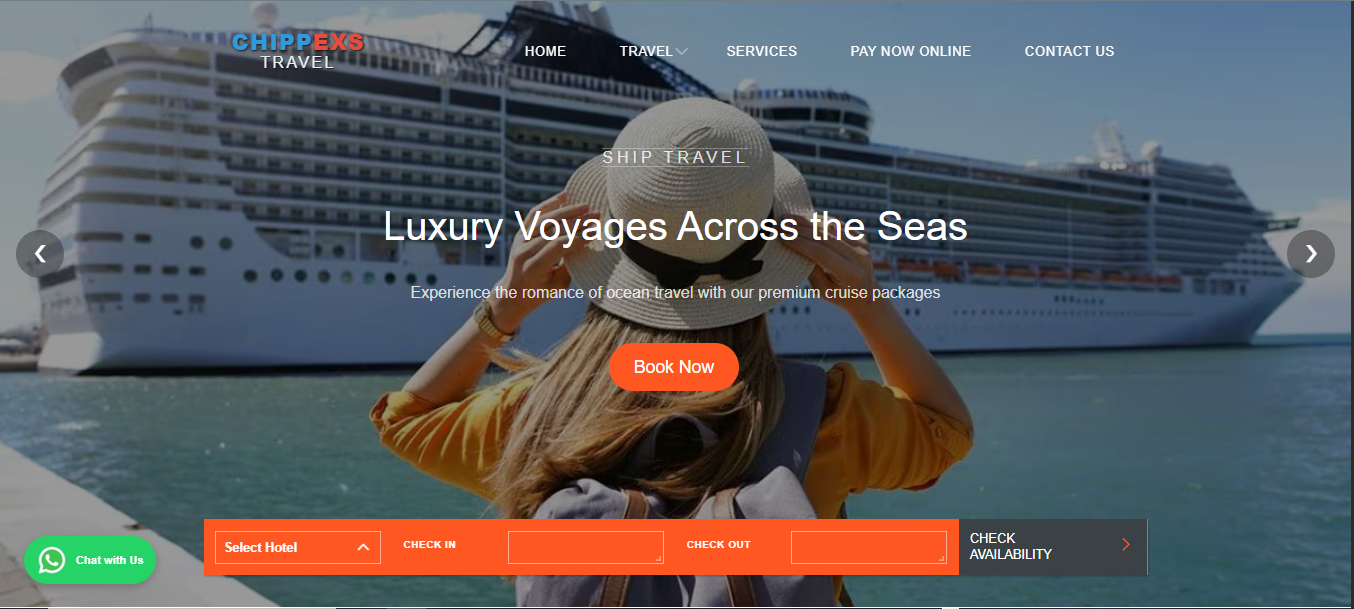 CHIPPEXS
TRAVEL
HOME
TRAVEL
SERVICES
PAY NOW ONLINE
CONTACT US
SHIP TRAVEL
Luxury Voyages Across the Seas
Experience the romance of ocean travel with our premium cruise packages
Book Now
Select Hotel
CHECK IN
CHECK OUT
CHECK
AVAILABILITY
Chat with Us